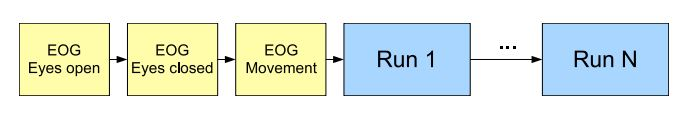 EOG
Eyes open
EOG
Eyes closed
EOG
Movement
Run 1
...
Run N